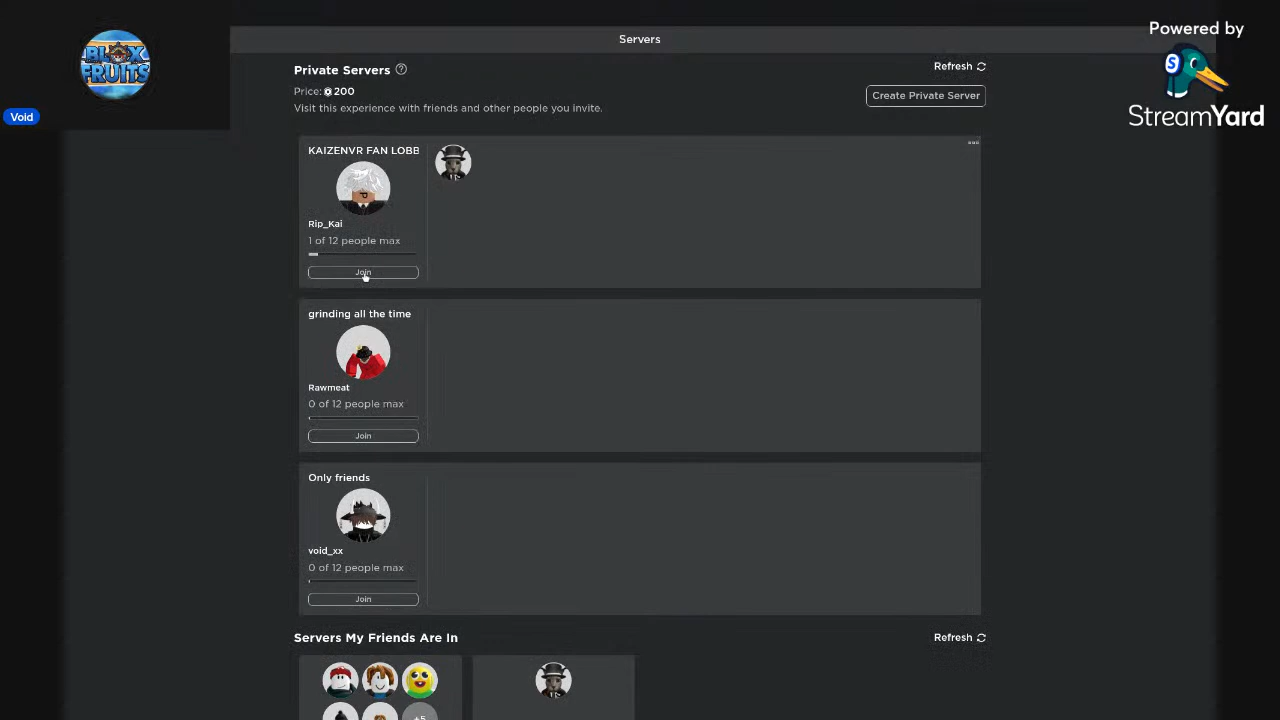 BLOX
FRUITS
Void
Servers
Powered by
StreamYard
Private Servers
Refresh
Price: 200
Create Private Server
Visit this experience with friends and other people you invite.
KAIZENVR FAN LOBB
Rip_Kai
1 of 12 people max
Join
grinding all the time
Rawmeat
0 of 12 people max
Join
Only friends
void_xx
0 of 12 people max
Join
Servers My Friends Are In
Refresh
+5